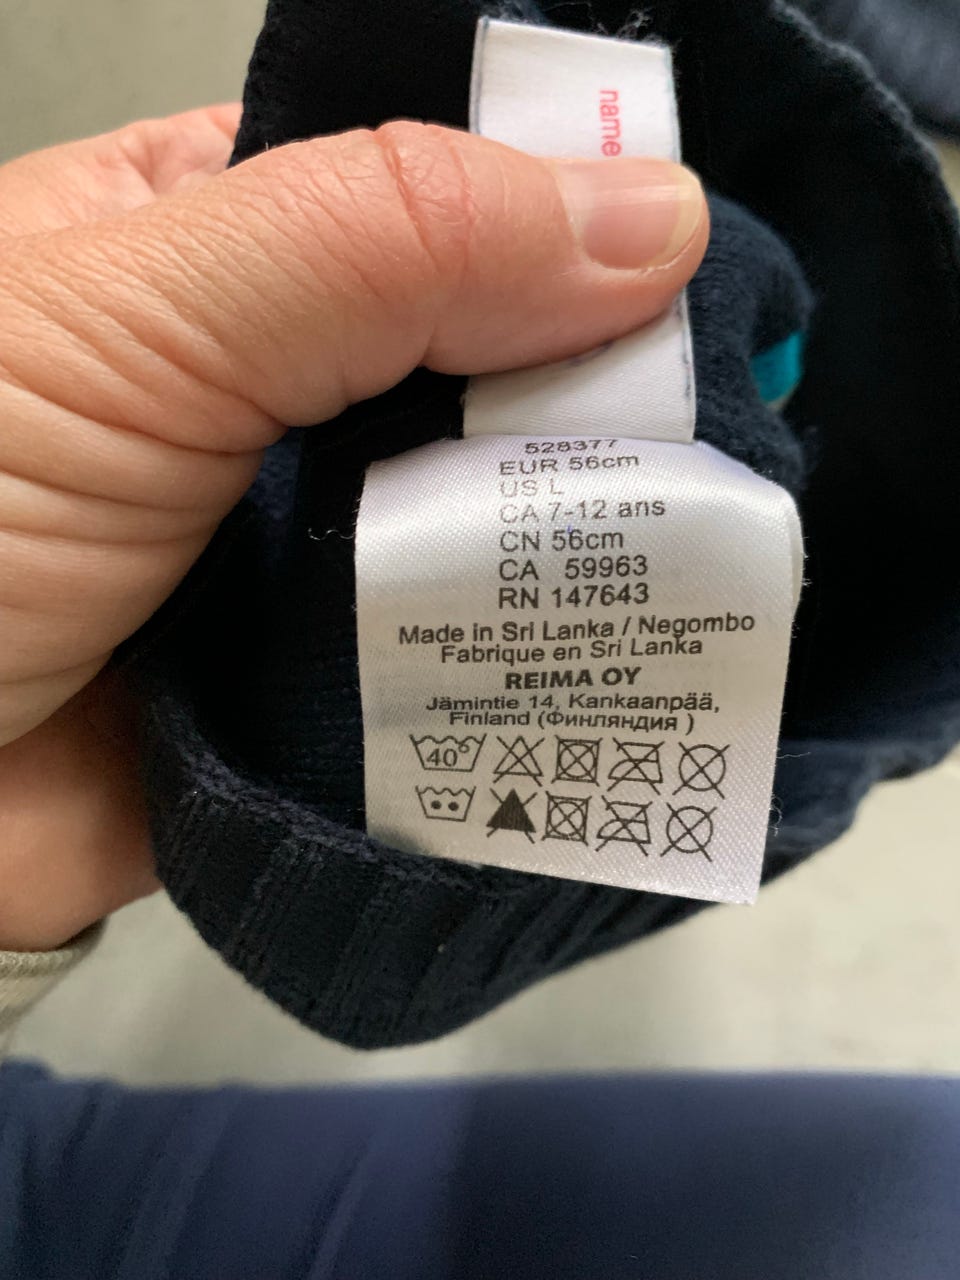 name
528377
EUR 56cm
US L
CA 7-12 ans
CN 56cm
CA 59963
RN 147643
Made in Sri Lanka / Negombo
Fabrique en Sri Lanka
REIMA OY
Jämintie 14, Kankaanpää,
Finland (Финляндия )
40°